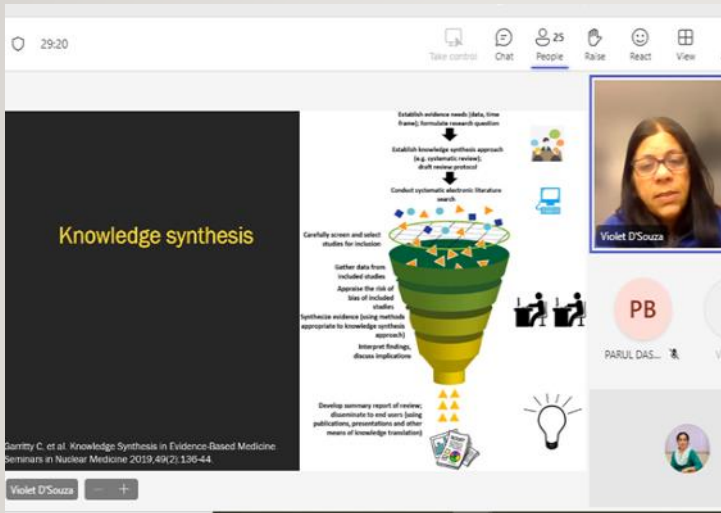 29:20
Take control
Chat
25
People
Raise
React
View
Establish evidence needs (data, time
frame); formulate research question
Establish knowledge synthesis approach
(e.g. systematic review);
draft review protocol
Conduct systematic electronic literature
search
Knowledge synthesis
Carefully screen and select
studies for inclusion
Gather data from
included studies
Appraise the risk of
bias of included
studies
Synthesize evidence (using methods
appropriate to knowledge synthesis
approach)
Interpret findings,
discuss implications
Develop summary report of review;
disseminate to end users (using
publications, presentations and other
means of knowledge translation)
Garritty C. et al. Knowledge Synthesis in Evidence-Based Medicine
Seminars in Nuclear Medicine 2019;49(2):136-44.
Violet D'Souza
Violet D'Souza
PB
PARUL DAS...